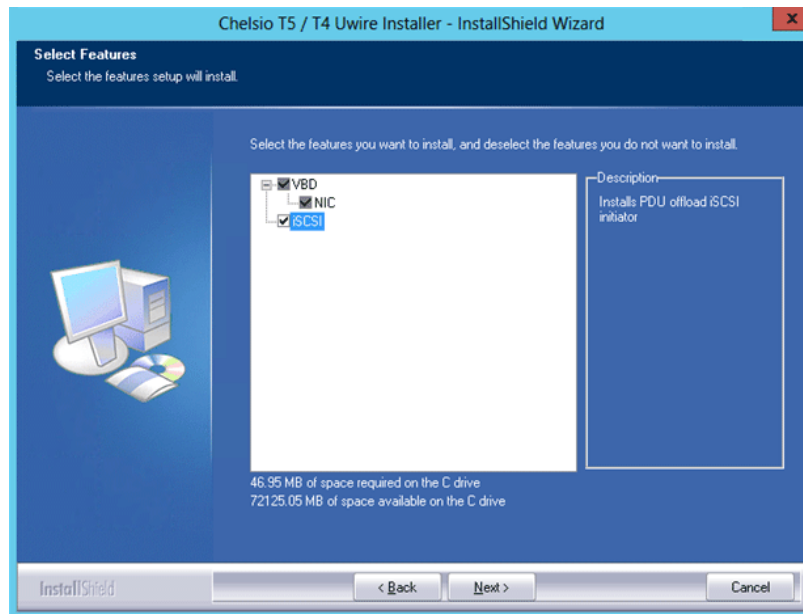 Chelsio T5 / T4 Uwire Installer - InstallShield Wizard
x
Select Features
Select the features setup will install.
Select the features you want to install, and deselect the features you do not want to install.
VBD
NIC
iSCSI
Description
Installs PDU offload iSCSI
initiator
46.95 MB of space required on the C drive
72125.05 MB of space available on the C drive
InstallShield
< Back
Next >
Cancel